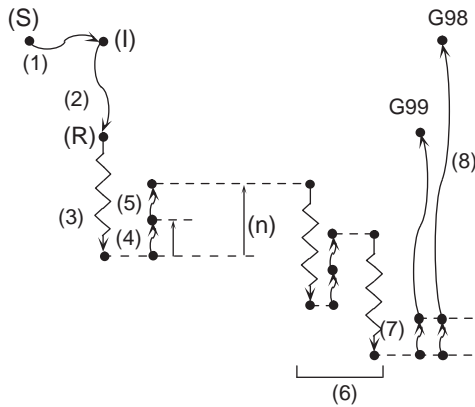 (S)
(I)
(1)
(2)
(R)
(3)
(5)
(4)
(n)
(7)
(6)
G98
G99
(8)